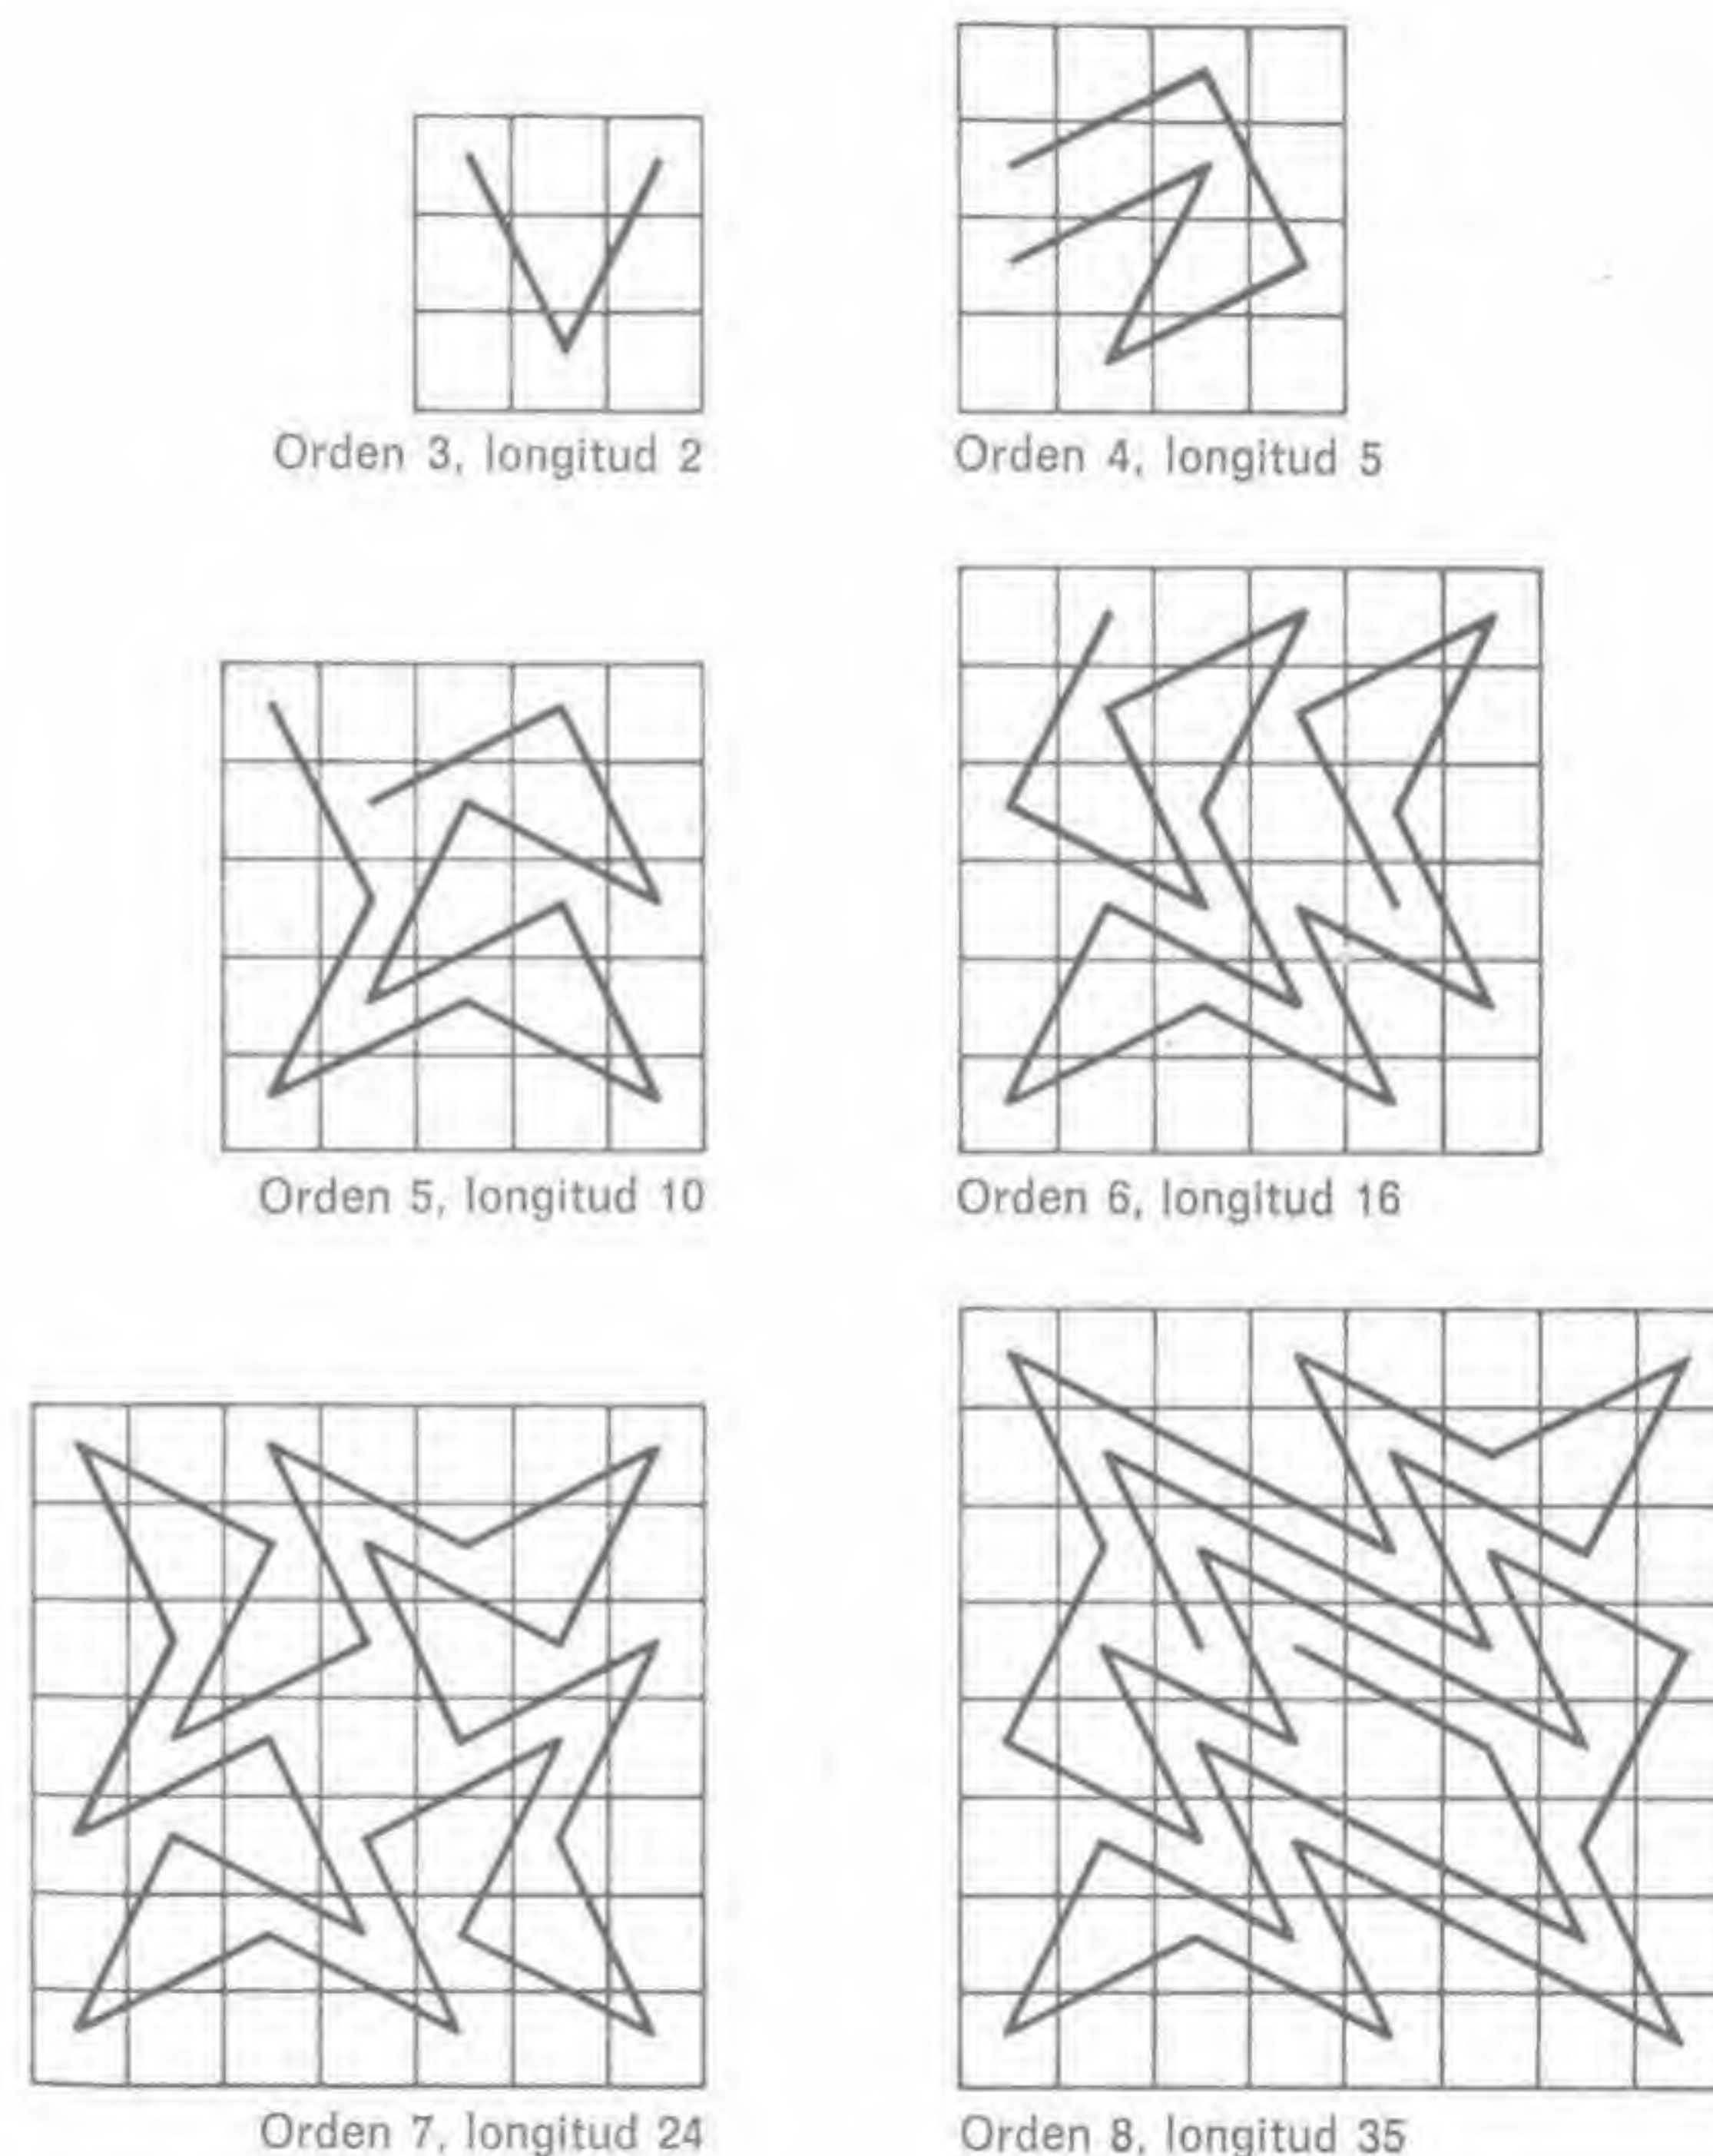 Orden 3, longitud 2
Orden 4, longitud 5
Orden 5, longitud 10
Orden 6, longitud 16
Orden 7, longitud 24
Orden 8, longitud 35